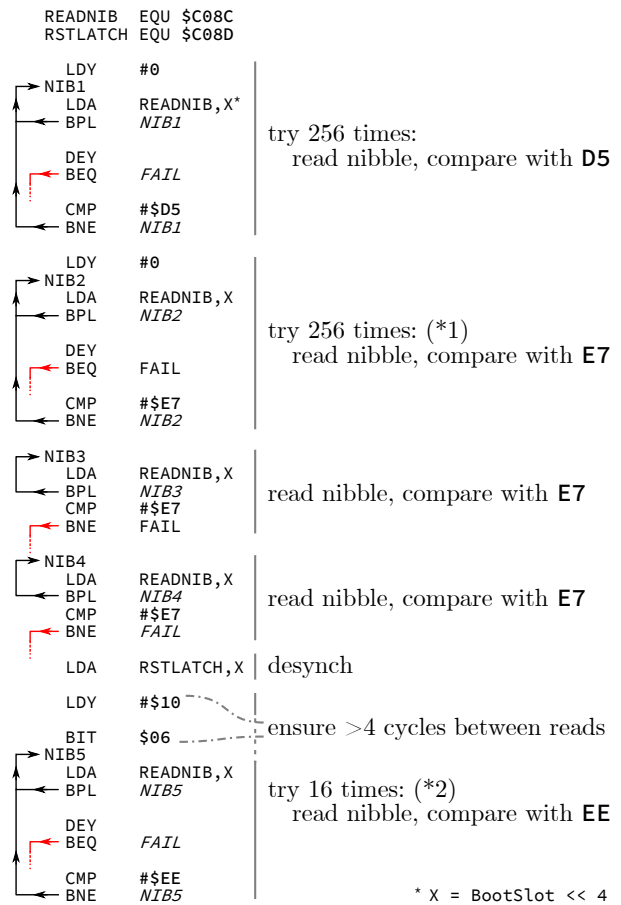 READNIB EQU $C08C
RSTLATCH EQU $C08D
LDY #0
NIB1
LDA READNIB,X*
BPL NIB1
try 256 times:
read nibble, compare with D5
DEY
BEQ FAIL
CMP #$D5
BNE NIB1
LDY #0
NIB2
LDA READNIB,X
BPL NIB2
try 256 times: (*1)
read nibble, compare with E7
DEY
BEQ FAIL
CMP #$E7
BNE NIB2
NIB3
LDA READNIB,X
BPL NIB3
read nibble, compare with E7
CMP #$E7
BNE FAIL
NIB4
LDA READNIB,X
BPL NIB4
read nibble, compare with E7
CMP #$E7
BNE FAIL
LDA RSTLATCH,X desynch
LDY #$10
ensure >4 cycles between reads
BIT $06
NIB5
LDA READNIB,X
BPL NIB5
try 16 times: (*2)
read nibble, compare with EE
DEY
BEQ FAIL
CMP #$EE
BNE NIB5
* X = BootSlot << 4